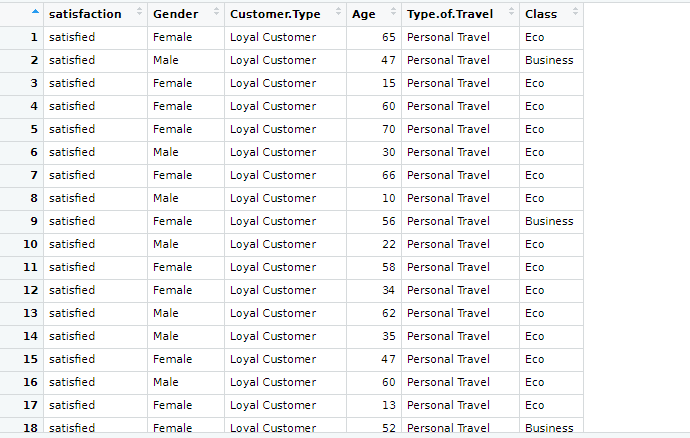 satisfaction Gender Customer.Type Age Type.of.Travel Class
1 satisfied Female Loyal Customer 65 Personal Travel Eco
2 satisfied Male Loyal Customer 47 Personal Travel Business
3 satisfied Female Loyal Customer 15 Personal Travel Eco
4 satisfied Female Loyal Customer 60 Personal Travel Eco
5 satisfied Female Loyal Customer 70 Personal Travel Eco
6 satisfied Male Loyal Customer 30 Personal Travel Eco
7 satisfied Female Loyal Customer 66 Personal Travel Eco
8 satisfied Male Loyal Customer 10 Personal Travel Eco
9 satisfied Female Loyal Customer 56 Personal Travel Business
10 satisfied Male Loyal Customer 22 Personal Travel Eco
11 satisfied Female Loyal Customer 58 Personal Travel Eco
12 satisfied Female Loyal Customer 34 Personal Travel Eco
13 satisfied Male Loyal Customer 62 Personal Travel Eco
14 satisfied Male Loyal Customer 35 Personal Travel Eco
15 satisfied Female Loyal Customer 47 Personal Travel Eco
16 satisfied Male Loyal Customer 60 Personal Travel Eco
17 satisfied Female Loyal Customer 13 Personal Travel Eco
18 satisfied Female Loyal Customer 52 Personal Travel Business